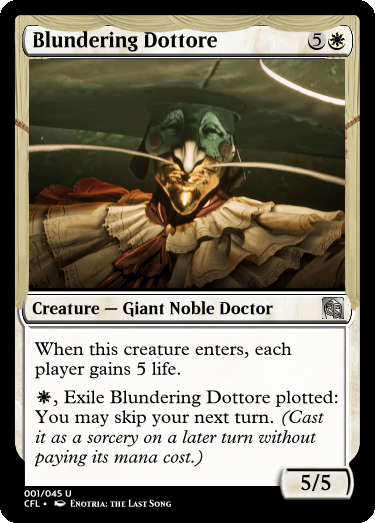 Blundering Dottore 5
Creature — Giant Noble Doctor
When this creature enters, each
player gains 5 life.
, Exile Blundering Dottore plotted:
You may skip your next turn. (Cast
it as a sorcery on a later turn without
paying its mana cost.)
5/5
001/045 U
CFL • Enotria: the Last Song